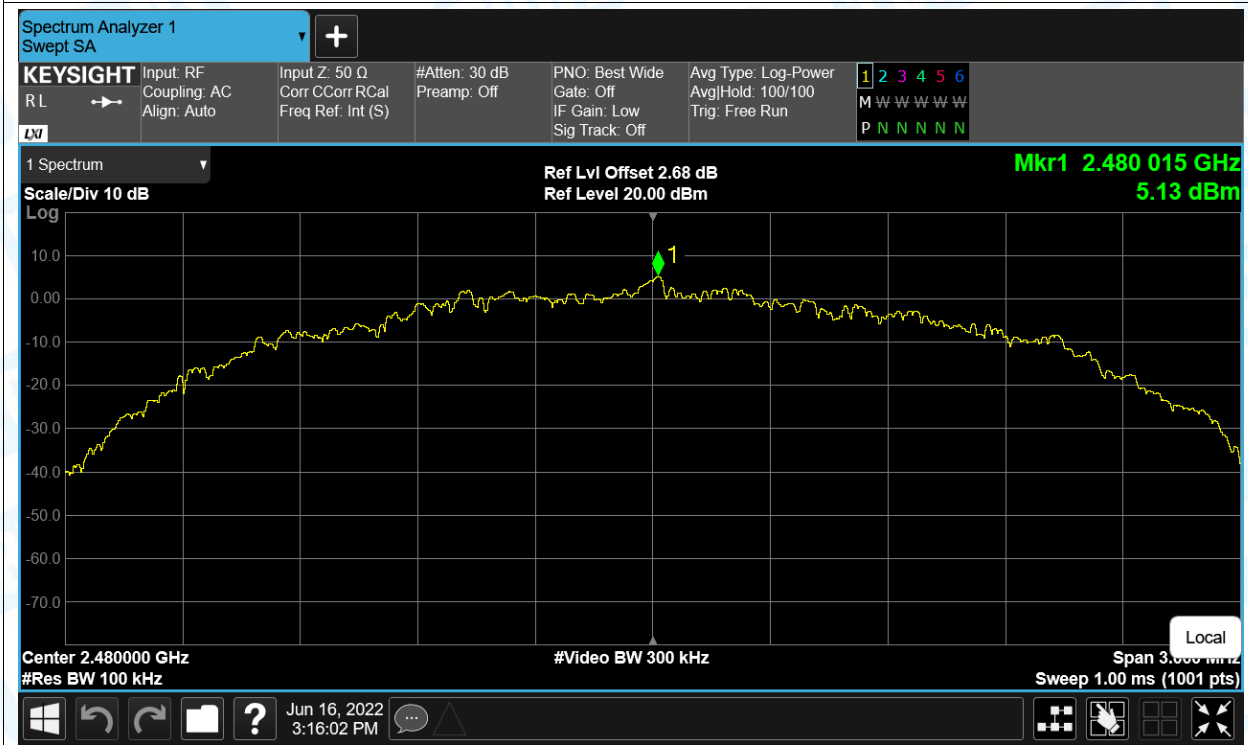 Spectrum Analyzer 1
Swept SA
KEYSIGHT
R L
LXI
Input: RF
Coupling: AC
Align: Auto
Input Z: 50 Ω
Corr CCorr RCal
Freq Ref: Int (S)
#Atten: 30 dB
Preamp: Off
PNO: Best Wide
Gate: Off
IF Gain: Low
Sig Track: Off
Avg Type: Log-Power
Avg|Hold: 100/100
Trig: Free Run
1 2 3 4 5 6
M W W W W W
P N N N N N
1 Spectrum
Scale/Div 10 dB
Log
Ref Lvl Offset 2.68 dB
Ref Level 20.00 dBm
Mkr1 2.480 015 GHz
5.13 dBm
1
10.0
0.00
-10.0
-20.0
-30.0
-40.0
-50.0
-60.0
-70.0
Local
Center 2.480000 GHz
#Video BW 300 kHz
Span
#Res BW 100 kHz
Sweep 1.00 ms (1001 pts)
?
Jun 16, 2022
3:16:02 PM